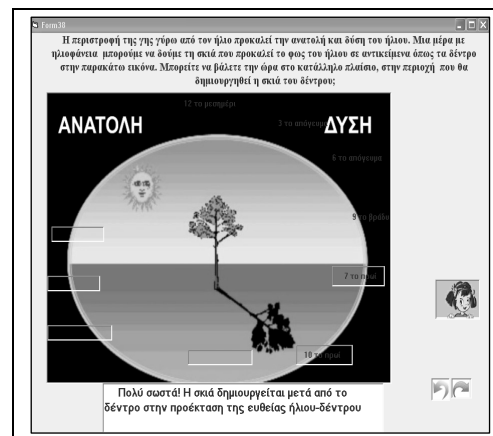 Form38
Η περιστροφή της γης γύρω από τον ήλιο προκαλεί την ανατολή και δύση του ήλιου. Μια μέρα με
ηλιοφάνεια μπορούμε να δούμε τη σκιά που προκαλεί το φως του ήλιου σε αντικείμενα όπως τα δέντρο
στην παρακάτω εικόνα. Μπορείτε να βάλετε την ώρα στο κατάλληλο πλαίσιο, στην περιοχή που θα
δημιουργηθεί η σκιά του δέντρου;
12 το μεσημέρι
ΑΝΑΤΟΛΗ
3 το απόγευμα
ΔΥΣΗ
6 το απόγευμα
9 το βράδυ
7 το πρωί
10 το πρωί
Πολύ σωστά! Η σκιά δημιουργείται μετά από το
δέντρο στην προέκταση της ευθείας ήλιου-δέντρου